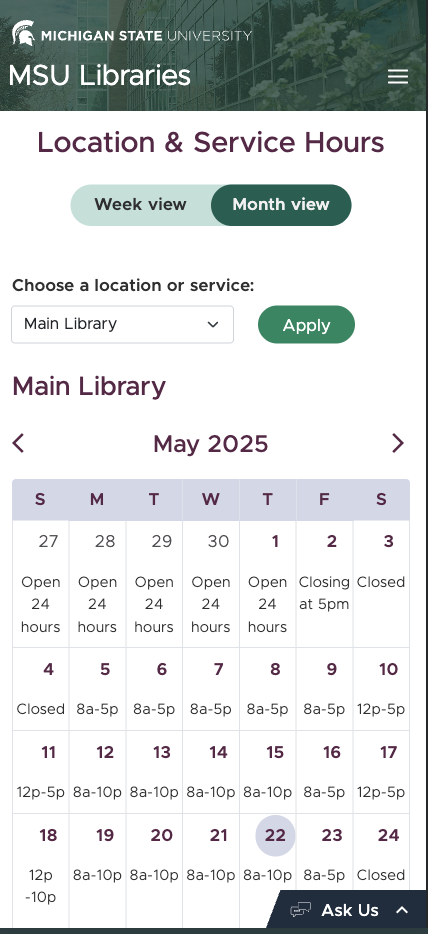 MICHIGAN STATE UNIVERSITY
MSU Libraries
Location & Service Hours
Week view Month view
Choose a location or service:
Main Library Apply
Main Library
May 2025
S M T W T F S
27 28 29 30 1 2 3
Open Open Open Open Open Closing Closed
24 24 24 24 24 at 5pm
hours hours hours hours hours
4 5 6 7 8 9 10
Closed 8a-5p 8a-5p 8a-5p 8a-5p 8a-5p 12p-5p
11 12 13 14 15 16 17
12p-5p 8a-10p 8a-10p 8a-10p 8a-10p 8a-5p 12p-5p
18 19 20 21 22 23 24
12p 8a-10p 8a-10p 8a-10p 8a-10p 8a-5p Closed
-10p
Ask Us